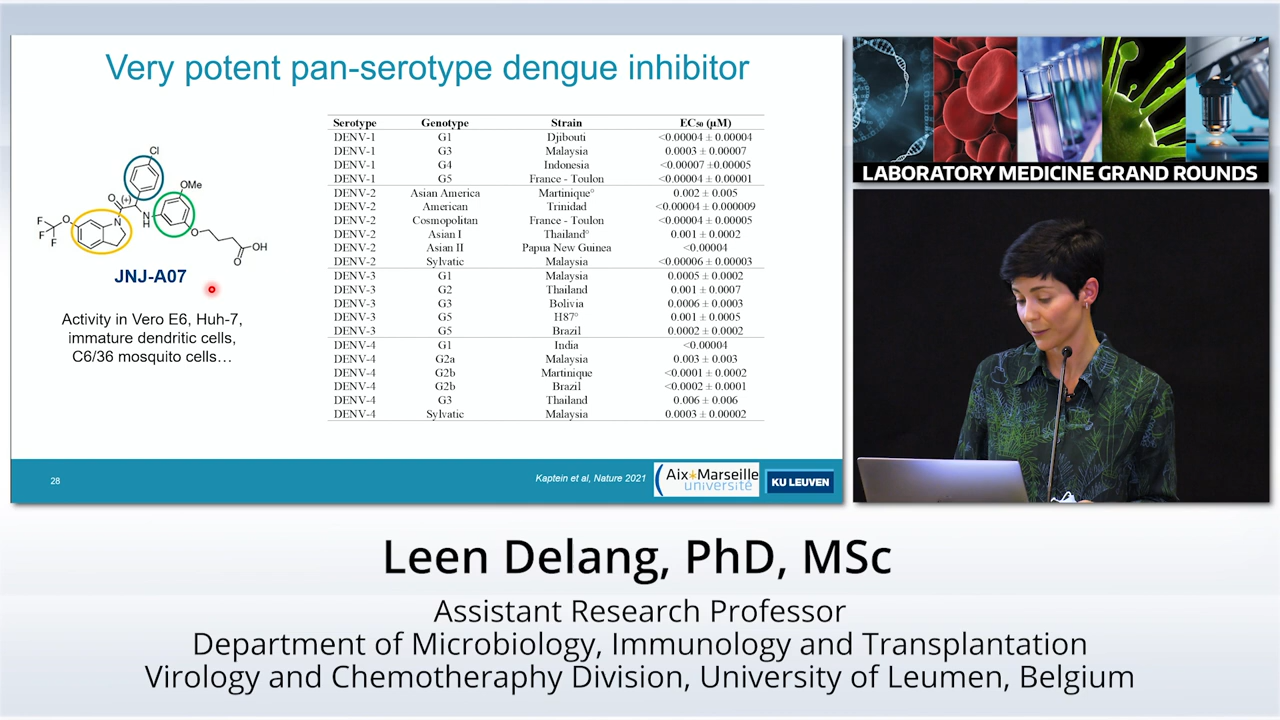 Very potent pan-serotype dengue inhibitor
Cl
OMe
O
(+)
N
N
H
O
F
F
F
O
OH
O
JNJ-A07
Activity in Vero E6, Huh-7,
immature dendritic cells,
C6/36 mosquito cells…
Serotype Genotype Strain EC₅₀ (µM)
DENV-1 G1 Djibouti <0.00004 ± 0.00004
DENV-1 G3 Malaysia 0.0003 ± 0.00007
DENV-1 G4 Indonesia <0.00007 ±0.00005
DENV-1 G5 France - Toulon <0.00004 ± 0.00001
DENV-2 Asian America Martinique° 0.002 ± 0.005
DENV-2 American Trinidad <0.00004 ± 0.000009
DENV-2 Cosmopolitan France - Toulon <0.00004 ± 0.00005
DENV-2 Asian I Thailand° 0.001 ± 0.0002
DENV-2 Asian II Papua New Guinea <0.00004
DENV-2 Sylvatic Malaysia <0.00006 ± 0.00003
DENV-3 G1 Malaysia 0.0005 ± 0.0002
DENV-3 G2 Thailand 0.001 ± 0.0007
DENV-3 G3 Bolivia 0.0006 ± 0.0003
DENV-3 G5 H87° 0.001 ± 0.0005
DENV-3 G5 Brazil 0.0002 ± 0.0002
DENV-4 G1 India <0.00004
DENV-4 G2a Malaysia 0.003 ± 0.003
DENV-4 G2b Martinique <0.0001 ± 0.0002
DENV-4 G2b Brazil <0.0002 ± 0.0001
DENV-4 G3 Thailand 0.006 ± 0.006
DENV-4 Sylvatic Malaysia 0.0003 ± 0.00002
28
Kaptein et al, Nature 2021
Aix*Marseille
université
KU LEUVEN
LABORATORY MEDICINE GRAND ROUNDS
Leen Delang, PhD, MSc
Assistant Research Professor
Department of Microbiology, Immunology and Transplantation
Virology and Chemotheraphy Division, University of Leumen, Belgium